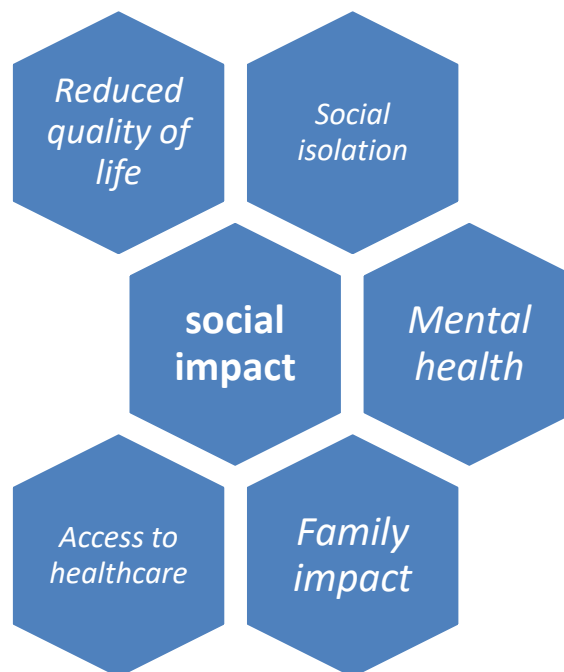 Reduced
quality of
life
Social
isolation
social
impact
Mental
health
Access to
healthcare
Family
impact